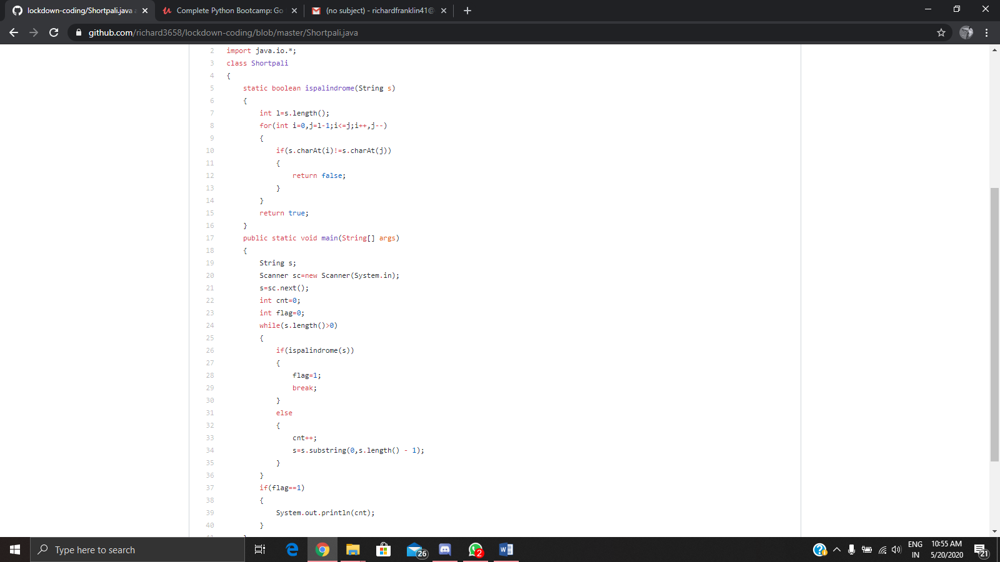 lockdown-coding/Shortpali.java a
Complete Python Bootcamp: Go
(no subject) - richardfranklin41@
github.com/richard3658/lockdown-coding/blob/master/Shortpali.java
2 import java.io.*;
3 class Shortpali
4 {
5 static boolean ispalindrome(String s)
6 {
7 int l=s.length();
8 for(int i=0,j=l-1;i<=j;i++,j--)
9 {
10 if(s.charAt(i)!=s.charAt(j))
11 {
12 return false;
13 }
14 }
15 return true;
16 }
17 public static void main(String[] args)
18 {
19 String s;
20 Scanner sc=new Scanner(System.in);
21 s=sc.next();
22 int cnt=0;
23 int flag=0;
24 while(s.length()>0)
25 {
26 if(ispalindrome(s))
27 {
28 flag=1;
29 break;
30 }
31 else
32 {
33 cnt++;
34 s=s.substring(0,s.length() - 1);
35 }
36 }
37 if(flag==1)
38 {
39 System.out.println(cnt);
40 }
Type here to search
26
2
ENG
IN
10:55 AM
5/20/2020
21